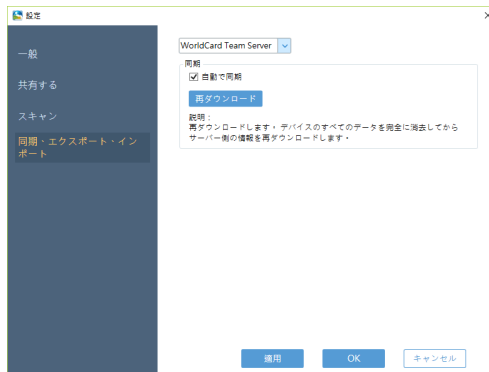 設定
一般
共有する
スキャン
同期・エクスポート・イン
ポート
WorldCard Team Server
同期
自動で同期
再ダウンロード
説明：
再ダウンロードします，デバイスのすべてのデータを完全に消去してから
サーバー側の情報を再ダウンロードします・
適用
OK
キャンセル